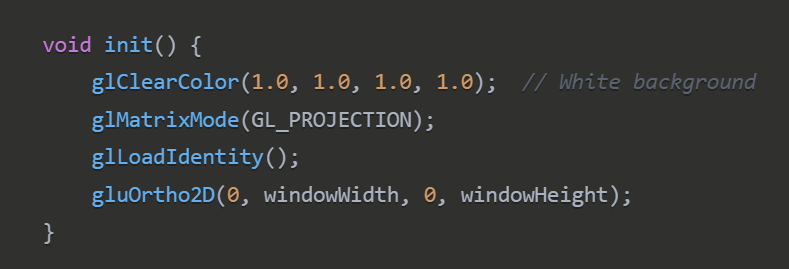 void init() {
    glClearColor(1.0, 1.0, 1.0, 1.0);  // White background
    glMatrixMode(GL_PROJECTION);
    glLoadIdentity();
    gluOrtho2D(0, windowWidth, 0, windowHeight);
}